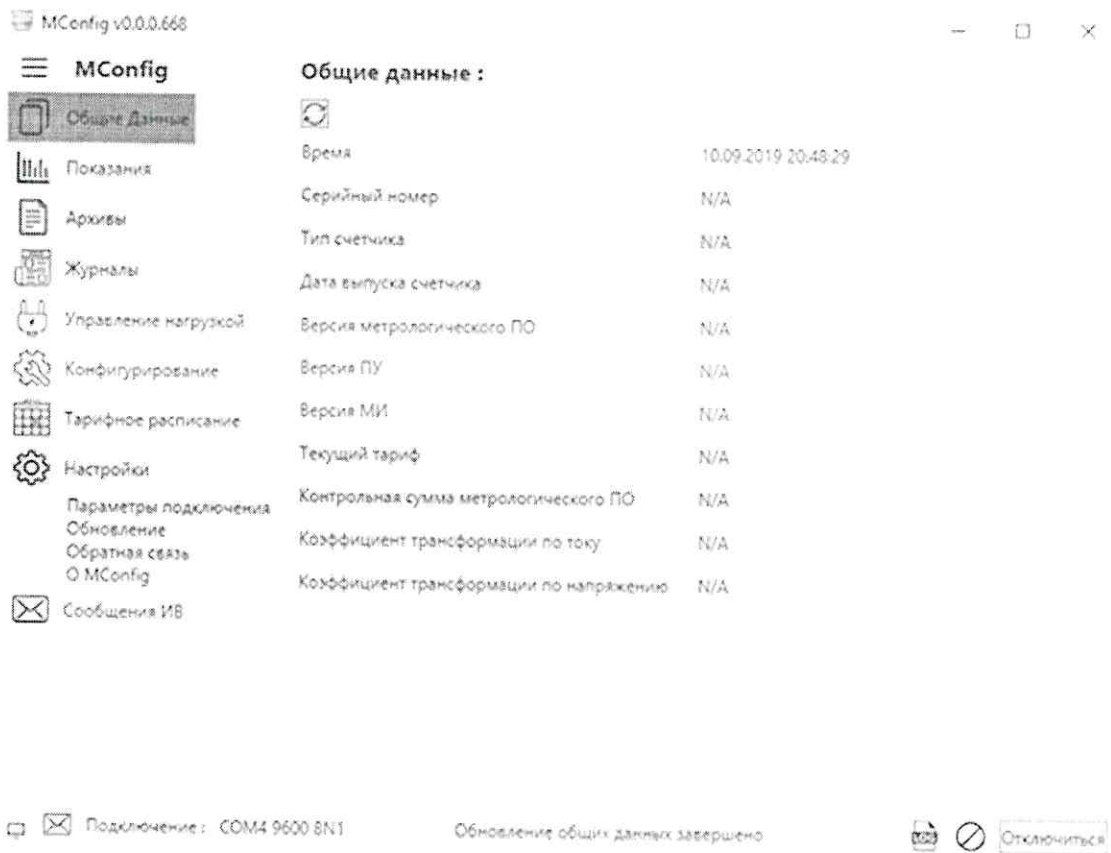 MConfig v0.0.0.668
MConfig
Общие Данные
Показания
Архивы
Журналы
Управление нагрузкой
Конфигурирование
Тарифное расписание
Настройки
Параметры подключения
Обновление
Обратная связь
О MConfig
Сообщения ИВ
Общие данные :
Время 10.09.2019 20:48:29
Серийный номер N/A
Тип счетчика N/A
Дата выпуска счетчика N/A
Версия метрологического ПО N/A
Версия ПУ N/A
Версия МИ N/A
Текущий тариф N/A
Контрольная сумма метрологического ПО N/A
Коэффициент трансформации по току N/A
Коэффициент трансформации по напряжению N/A
Подключение : COM4 9600 8N1
Обновление общих данных завершено
Отключиться